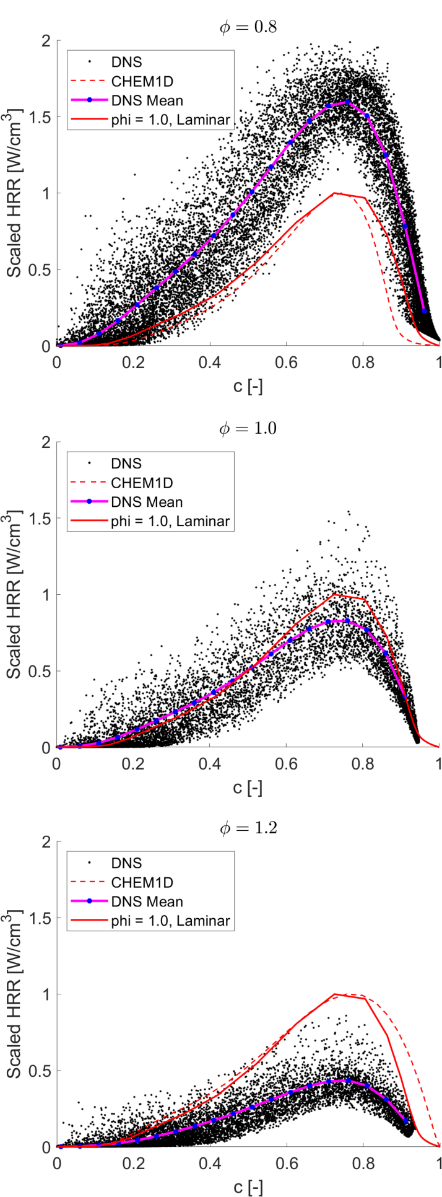 ϕ = 0.8
Scaled HRR [W/cm³]
2
1.5
1
0.5
0
DNS
CHEM1D
DNS Mean
phi = 1.0, Laminar
0 0.2 0.4 0.6 0.8 1
c [-]
ϕ = 1.0
Scaled HRR [W/cm³]
2
1.5
1
0.5
0
DNS
CHEM1D
DNS Mean
phi = 1.0, Laminar
0 0.2 0.4 0.6 0.8 1
c [-]
ϕ = 1.2
Scaled HRR [W/cm³]
2
1.5
1
0.5
0
DNS
CHEM1D
DNS Mean
phi = 1.0, Laminar
0 0.2 0.4 0.6 0.8 1
c [-]